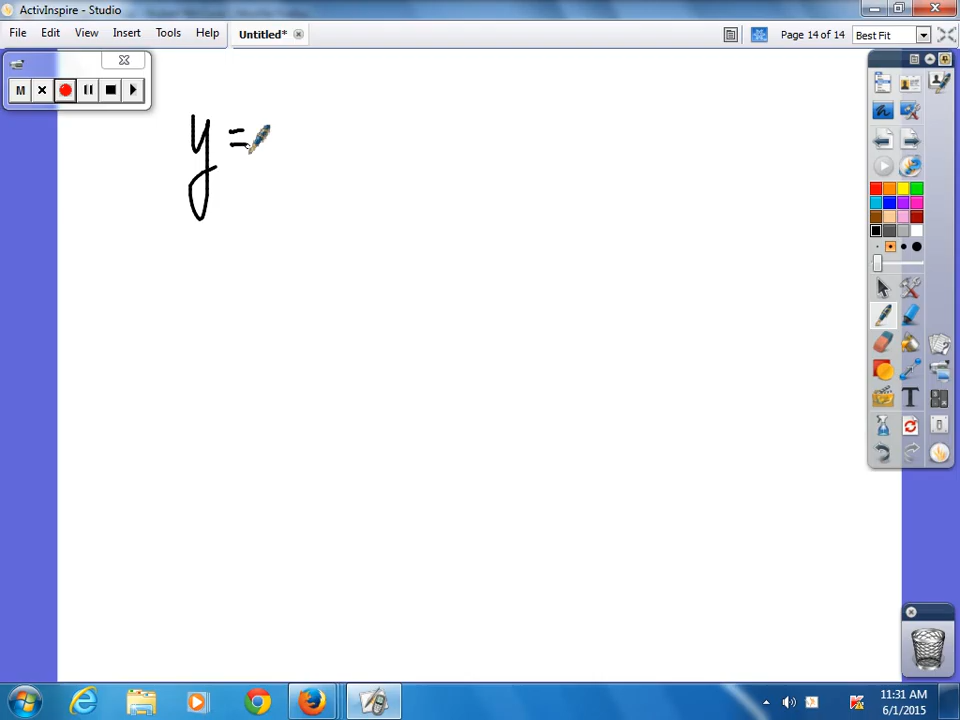 ActivInspire - Studio
File Edit View Insert Tools Help Untitled* Page 14 of 14 Best Fit
M
y =
T
11:31 AM
6/1/2015